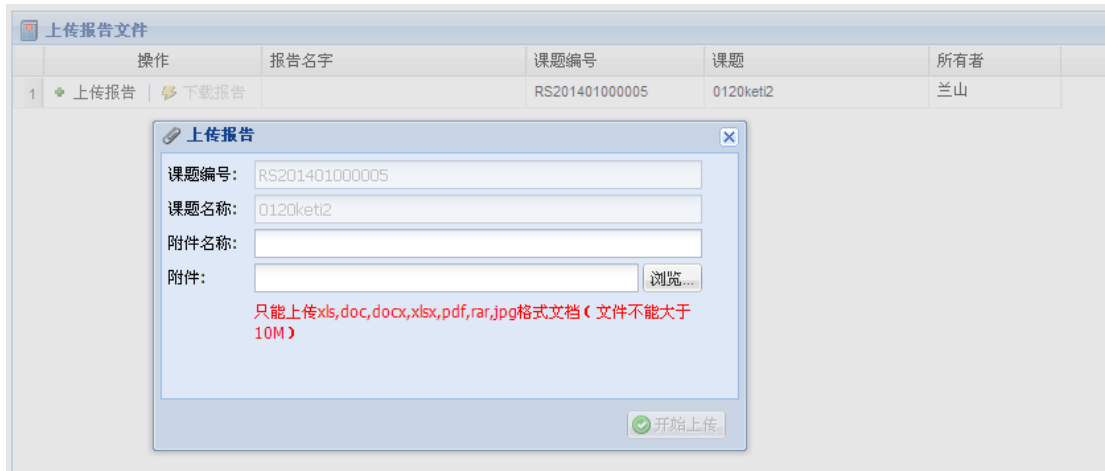 上传报告文件
操作 报告名字 课题编号 课题 所有者
1 上传报告 | 下载报告 RS201401000005 0120keti2 兰山
上传报告
课题编号: RS201401000005
课题名称: 0120keti2
附件名称:
附件: 浏览...
只能上传xls,doc,docx,xlsx,pdf,rar,jpg格式文档(文件不能大于
10M)
开始上传